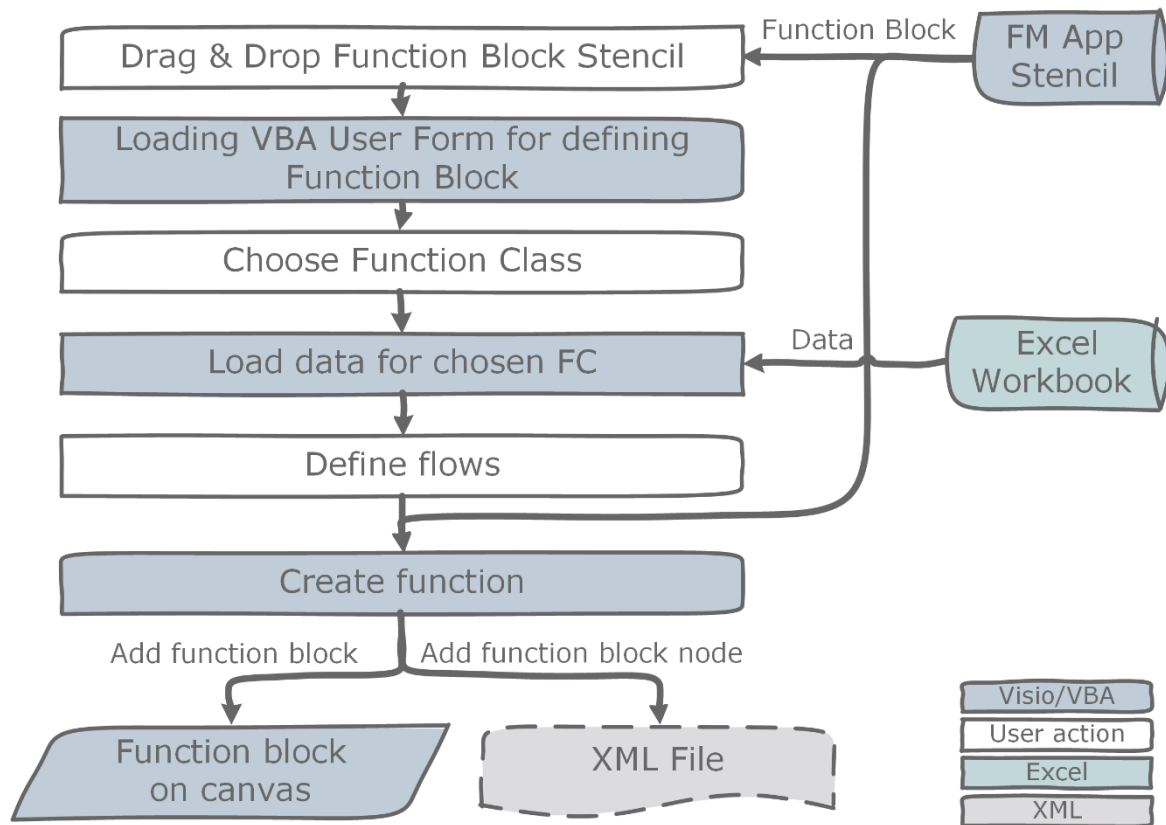 Function Block
FM App
Stencil
Drag & Drop Function Block Stencil
Loading VBA User Form for defining
Function Block
Choose Function Class
Data
Excel
Workbook
Load data for chosen FC
Define flows
Create function
Add function block
Add function block node
Function block
on canvas
XML File
Visio/VBA
User action
Excel
XML